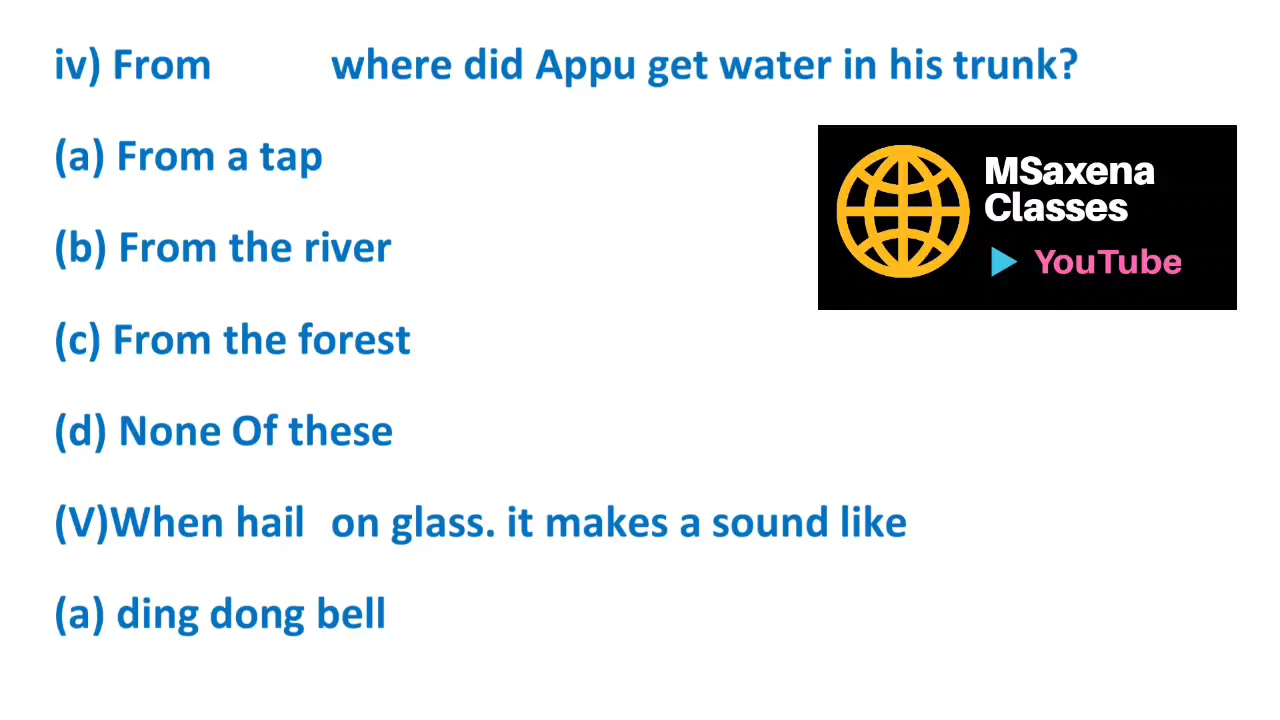 iv) From where did Appu get water in his trunk?
(a) From a tap
MSaxena
Classes
YouTube
(b) From the river
(c) From the forest
(d) None Of these
(V)When hail on glass. it makes a sound like
(a) ding dong bell